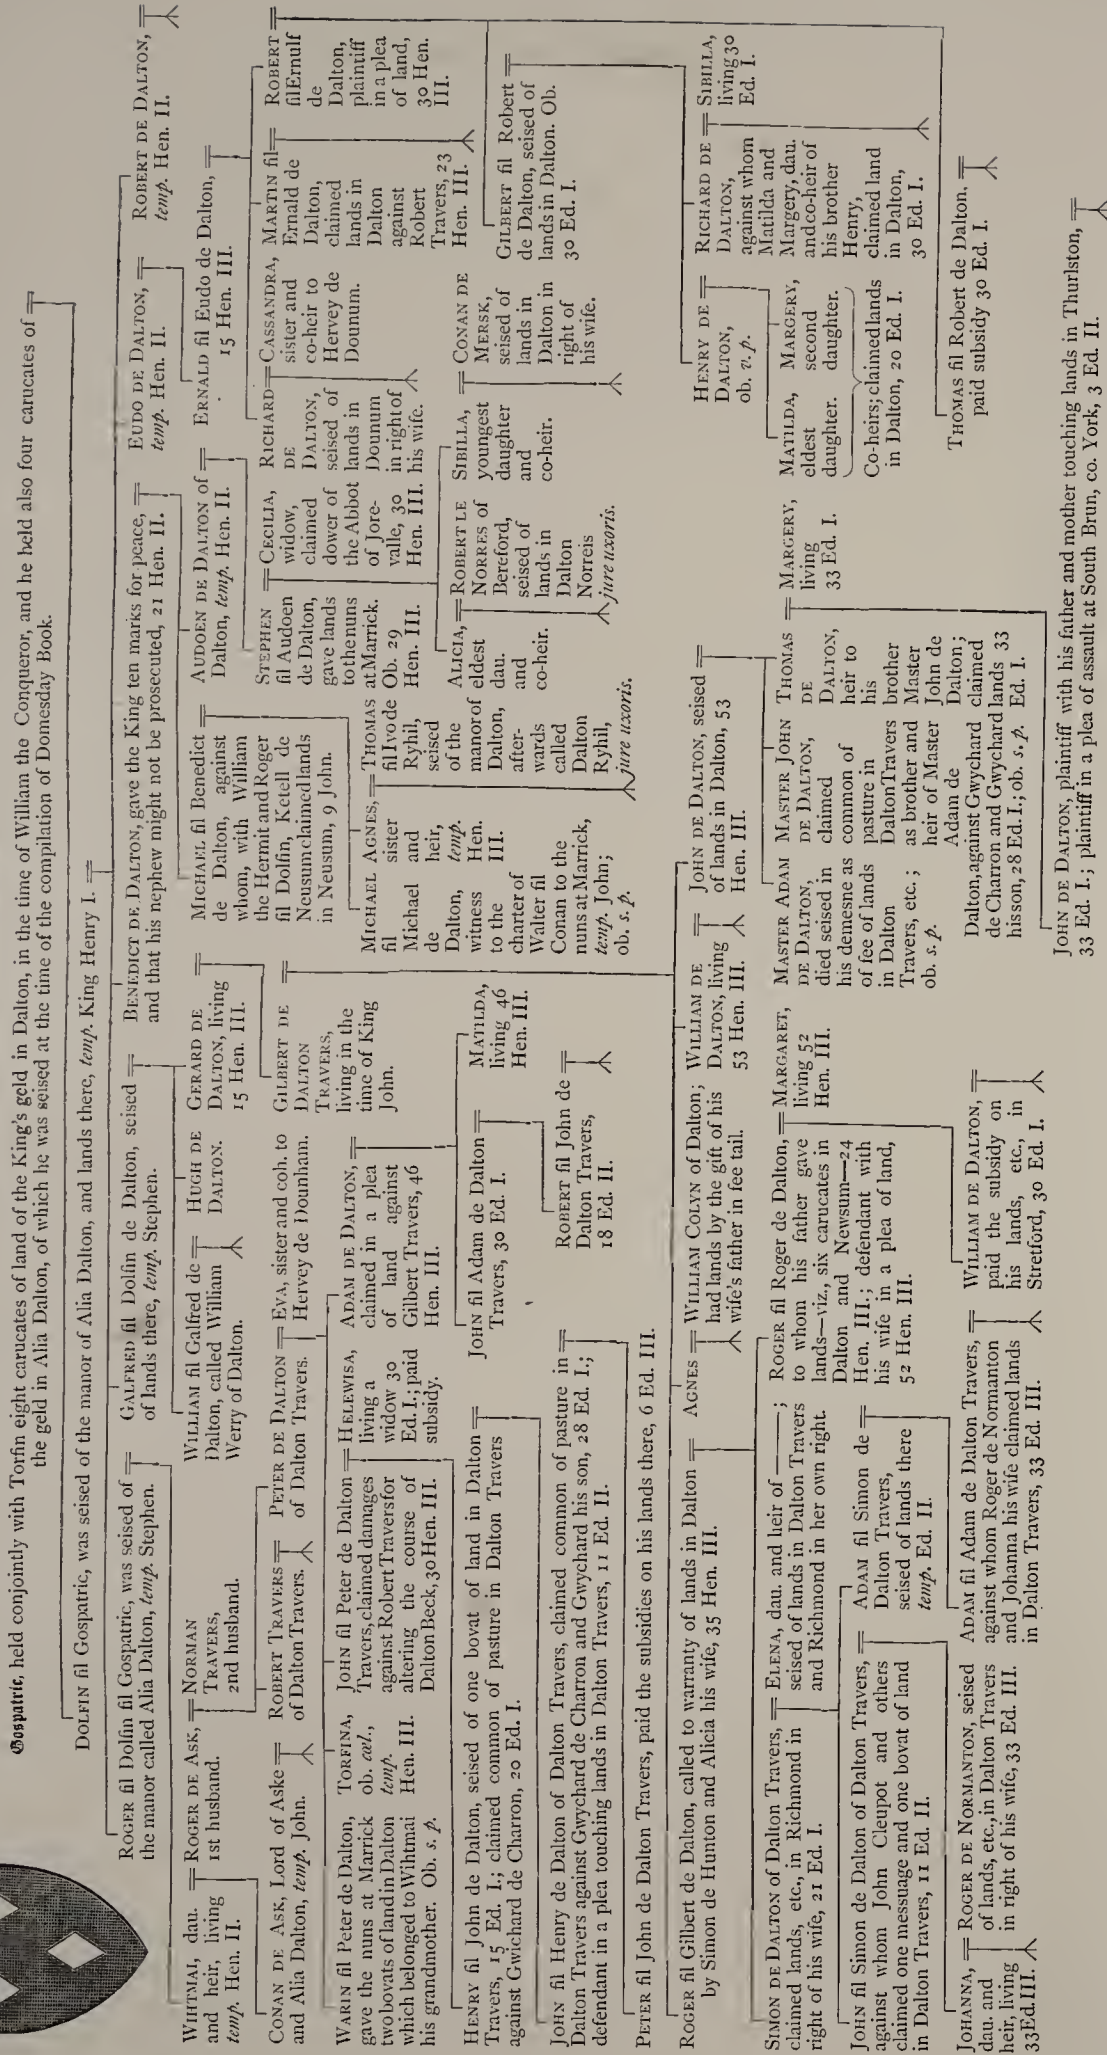 Gospatric, held conjointly with Torfin eight carucates of land of the King's geld in Dalton, in the time of William the Conqueror, and he held also four carucates of
the geld in Alia Dalton, of which he was seised at the time of the compilation of Domesday Book.
DOLFIN fil Gospatric, was seised of the manor of Alia Dalton, and lands there, temp. King Henry I.
ROGER fil Dolfin fil Gospatric, was seised of
the manor called Alia Dalton, temp. Stephen.
GALFRED fil Dolfin de Dalton, seised
of lands there, temp. Stephen.
BENEDICT DE DALTON, gave the King ten marks for peace,
and that his nephew might not be prosecuted, 21 Hen. II.
EUDO DE DALTON,
temp. Hen. II.
ROBERT DE DALTON,
temp. Hen. II.
WIHTMAI, dau.
and heir, living
temp. Hen. II.
ROGER DE ASK,
1st husband.
NORMAN
TRAVERS,
2nd husband.
WILLIAM fil Galfred de
Dalton, called William
Werry of Dalton.
HUGH DE
DALTON.
GERARD DE
DALTON, living
15 Hen. III.
MICHAEL fil Benedict
de Dalton, against
whom, with William
the Hermit and Roger
fil Dolfin, Ketell de
Neusum claimed lands
in Neusum, 9 John.
AUDOEN DE DALTON of
Dalton, temp. Hen. II.
ERNALD fil Eudo de Dalton,
15 Hen. III.
CONAN DE ASK, Lord of Aske
and Alia Dalton, temp. John.
ROBERT TRAVERS
of Dalton Travers.
PETER DE DALTON
of Dalton Travers.
EVA, sister and coh. to
Hervey de Dounham.
GILBERT DE
DALTON
TRAVERS,
living in the
time of King
John.
MICHAEL
fil
Michael
de
Dalton,
witness
to the
charter of
Walter fil
Conan to the
nuns at Marrick,
temp. John;
ob. s. p.
AGNES,
sister
and
heir,
temp.
Hen.
III.
THOMAS
fil Ivo de
Ryhil,
seised
of the
manor of
Dalton,
after-
wards
called
Dalton
Ryhil,
jure uxoris.
STEPHEN
fil Audoen
de Dalton,
gave lands
to the nuns
at Marrick.
Ob. 29
Hen. III.
CECILIA,
widow,
claimed
dower of
the Abbot
of Jore-
valle, 30
Hen. III.
RICHARD
DE
DALTON,
seised of
lands in
Dounum
in right of
his wife.
CASSANDRA,
sister and
co-heir to
Hervey de
Donum.
MARTIN fil
Ernald de
Dalton,
claimed
lands in
Dalton
against
Robert
Travers, 23
Hen. III.
ROBERT
fil Ernulf
de
Dalton,
plaintiff
in a plea
of land,
30 Hen.
III.
WARIN fil Peter de Dalton,
gave the nuns at Marrick
two bovats of land in Dalton
which belonged to Wihtmai
his grandmother. Ob. s. p.
TORFINA,
ob. cæl.,
temp.
Hen. III.
JOHN fil Peter de Dalton
Travers, claimed damages
against Robert Travers for
altering the course of
Dalton Beck, 30 Hen. III.
HELEWISA,
living a
widow 30
Ed. I.; paid
subsidy.
ADAM DE DALTON,
claimed in a plea
of land against
Gilbert Travers, 46
Hen. III.
ALICIA,
eldest
dau.
and
co-heir.
ROBERT LE
NORRES of
Bereford,
seised of
lands in
Dalton
Norreis
jure uxoris.
SIBILLA,
youngest
daughter
and
co-heir.
CONAN DE
MERSK,
seised of
lands in
Dalton in
right of
his wife.
GILBERT fil Robert
de Dalton, seised of
lands in Dalton. Ob.
30 Ed. I.
HENRY fil John de Dalton, seised of one bovat of land in Dalton
Travers, 15 Ed. I.; claimed common of pasture in Dalton Travers
against Gwichard de Charron, 20 Ed. I.
JOHN fil Adam de Dalton
Travers, 30 Ed. I.
MATILDA,
living 46
Hen. III.
JOHN fil Henry de Dalton of Dalton Travers, claimed common of pasture in
Dalton Travers against Gwychard de Charron and Gwychard his son, 28 Ed. I.;
defendant in a plea touching lands in Dalton Travers, 11 Ed. II.
ROBERT fil John de
Dalton Travers,
18 Ed. II.
PETER fil John de Dalton Travers, paid the subsidies on his lands there, 6 Ed. III.
HENRY DE
DALTON,
ob. v. p.
RICHARD DE
DALTON,
against whom
Matilda and
Margery, dau.
and co-heir of
his brother
Henry,
claimed land
in Dalton,
30 Ed. I.
SIBILLA,
living 30
Ed. I.
ROGER fil Gilbert de Dalton, called to warranty of lands in Dalton
by Simon de Hunton and Alicia his wife, 35 Hen. III.
AGNES
WILLIAM COLYN of Dalton;
had lands by the gift of his
wife's father in fee tail.
WILLIAM DE
DALTON, living
53 Hen. III.
JOHN DE DALTON, seised
of lands in Dalton, 53
Hen. III.
MATILDA,
eldest
daughter.
MARGERY,
second
daughter.
Co-heirs; claimed lands
in Dalton, 20 Ed. I.
SIMON DE DALTON of Dalton Travers,
claimed lands, etc., in Richmond in
right of his wife, 21 Ed. I.
ELENA, dau. and heir of ——;
seised of lands in Dalton Travers
and Richmond in her own right.
ROGER fil Roger de Dalton,
to whom his father gave
lands—viz, six carucates in
Dalton and Newsum—24
Hen. III.; defendant with
his wife in a plea of land,
52 Hen. III.
MARGARET,
living 52
Hen. III.
MASTER ADAM
DE DALTON,
died seised in
his demesne as
of fee of lands
in Dalton
Travers, etc.;
ob. s. p.
MASTER JOHN
DE DALTON,
claimed
common of
pasture in
Dalton Travers
as brother and
heir of Master
Adam de
Dalton, against Gwychard
de Charron and Gwychard
his son, 28 Ed. I.; ob. s. p.
THOMAS
DE
DALTON,
heir to
his
brother
Master
John de
Dalton;
claimed
lands 33
Ed. I.
MARGERY,
living
33 Ed. I.
THOMAS fil Robert de Dalton,
paid subsidy 30 Ed. I.
JOHN fil Simon de Dalton of Dalton Travers,
against whom John Cleupot and others
claimed one messuage and one bovat of land
in Dalton Travers, 11 Ed. II.
ADAM fil Simon de
Dalton Travers,
seised of lands there
temp. Ed. II.
WILLIAM DE DALTON,
paid the subsidy on
his lands, etc., in
Stretford, 30 Ed. I.
JOHANNA,
dau. and
heir, living
33 Ed. III.
ROGER DE NORMANTON, seised
of lands, etc., in Dalton Travers
in right of his wife, 33 Ed. III.
ADAM fil Adam de Dalton Travers,
against whom Roger de Normanton
and Johanna his wife claimed lands
in Dalton Travers, 33 Ed. III.
JOHN DE DALTON, plaintiff with his father and mother touching lands in Thurlston,
33 Ed. I.; plaintiff in a plea of assault at South Brun, co. York, 3 Ed. II.